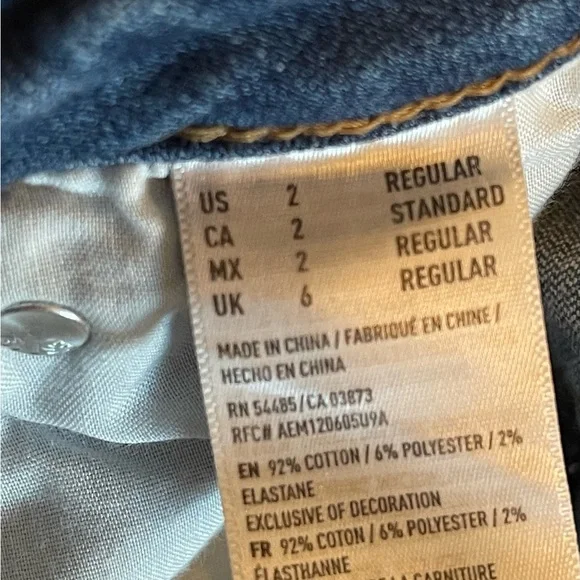 US 2 REGULAR
CA 2 STANDARD
MX 2 REGULAR
UK 6 REGULAR
MADE IN CHINA / FABRIQUÉ EN CHINE /
HECHO EN CHINA
RN 54485/CA 03873
RFC# AEM120605U9A
EN 92% COTTON / 6% POLYESTER / 2%
ELASTANE
EXCLUSIVE OF DECORATION
FR 92% COTON / 6% POLYESTER / 2%
ÉLASTHANNE
LA GARNITURE